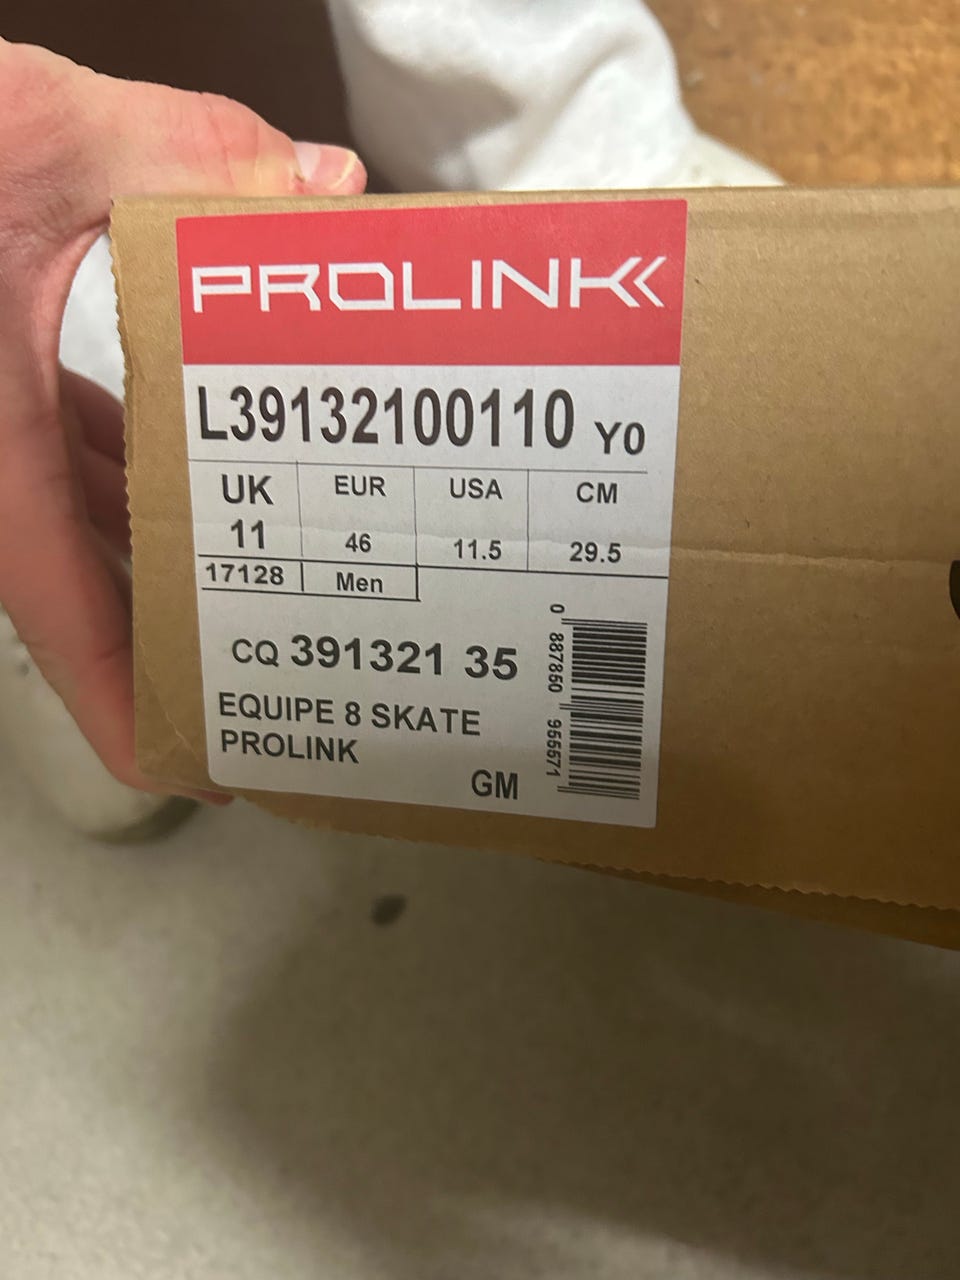 PROLINK
L39132100110 Y0
UK EUR USA CM
11 46 11.5 29.5
17128 Men
CQ 391321 35
EQUIPE 8 SKATE
PROLINK
GM
0 887850 955571